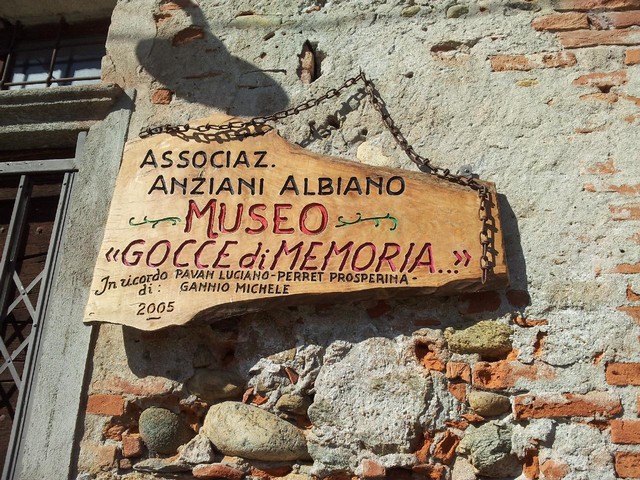 ASSOCIAZ.
ANZIANI ALBIANO
MUSEO
«GOCCE di MEMORIA...»
In ricordo PAVAN LUCIANO - PERRET PROSPERINA -
di: GANNIO MICHELE
2005